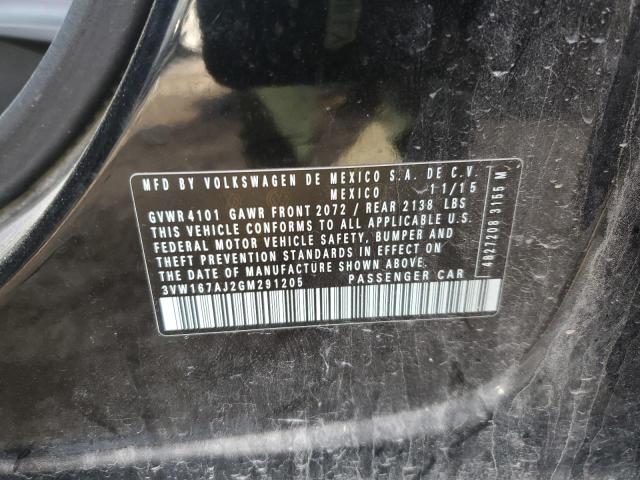 MFD BY VOLKSWAGEN DE MEXICO S.A. DE C.V.
MEXICO 11/15
GVWR 4101 GAWR FRONT 2072 / REAR 2138 LBS
THIS VEHICLE CONFORMS TO ALL APPLICABLE U.S.
FEDERAL MOTOR VEHICLE SAFETY, BUMPER AND
THEFT PREVENTION STANDARDS IN EFFECT ON
THE DATE OF MANUFACTURE SHOWN ABOVE.
3VW167AJ2GM291205 PASSENGER CAR
4827208 3155 M